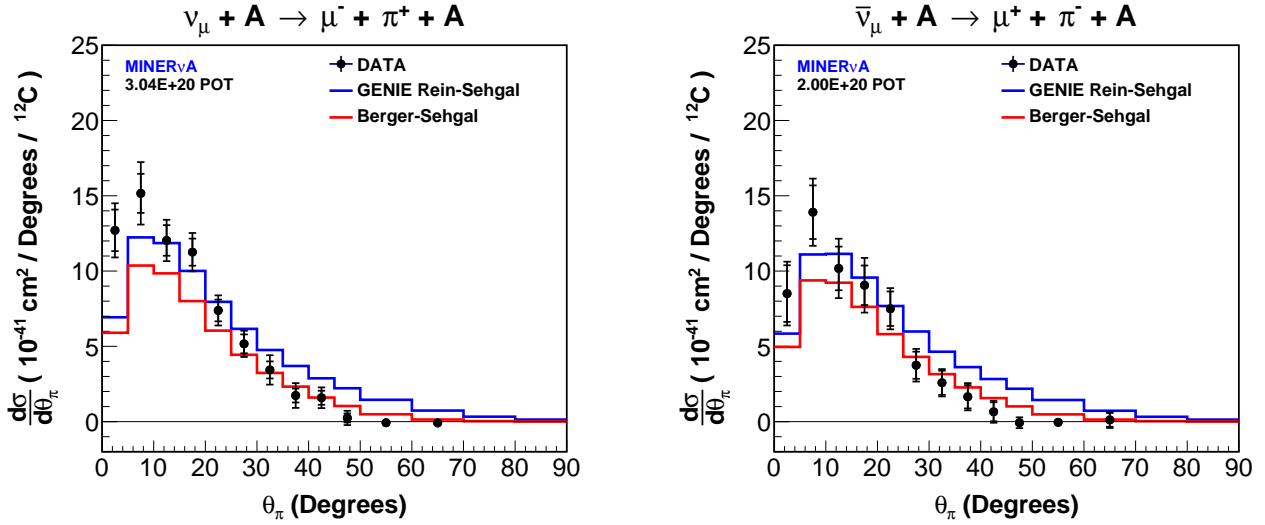 ν_μ + A → μ⁻ + π⁺ + A
25
20
15
10
5
0
dσ/dθ_π ( 10⁻⁴¹ cm² / Degrees / ¹²C )
MINERνA
3.04E+20 POT
DATA
GENIE Rein-Sehgal
Berger-Sehgal
0 10 20 30 40 50 60 70 80 90
θ_π (Degrees)
ν̅_μ + A → μ⁺ + π⁻ + A
25
20
15
10
5
0
dσ/dθ_π ( 10⁻⁴¹ cm² / Degrees / ¹²C )
MINERνA
2.00E+20 POT
DATA
GENIE Rein-Sehgal
Berger-Sehgal
0 10 20 30 40 50 60 70 80 90
θ_π (Degrees)